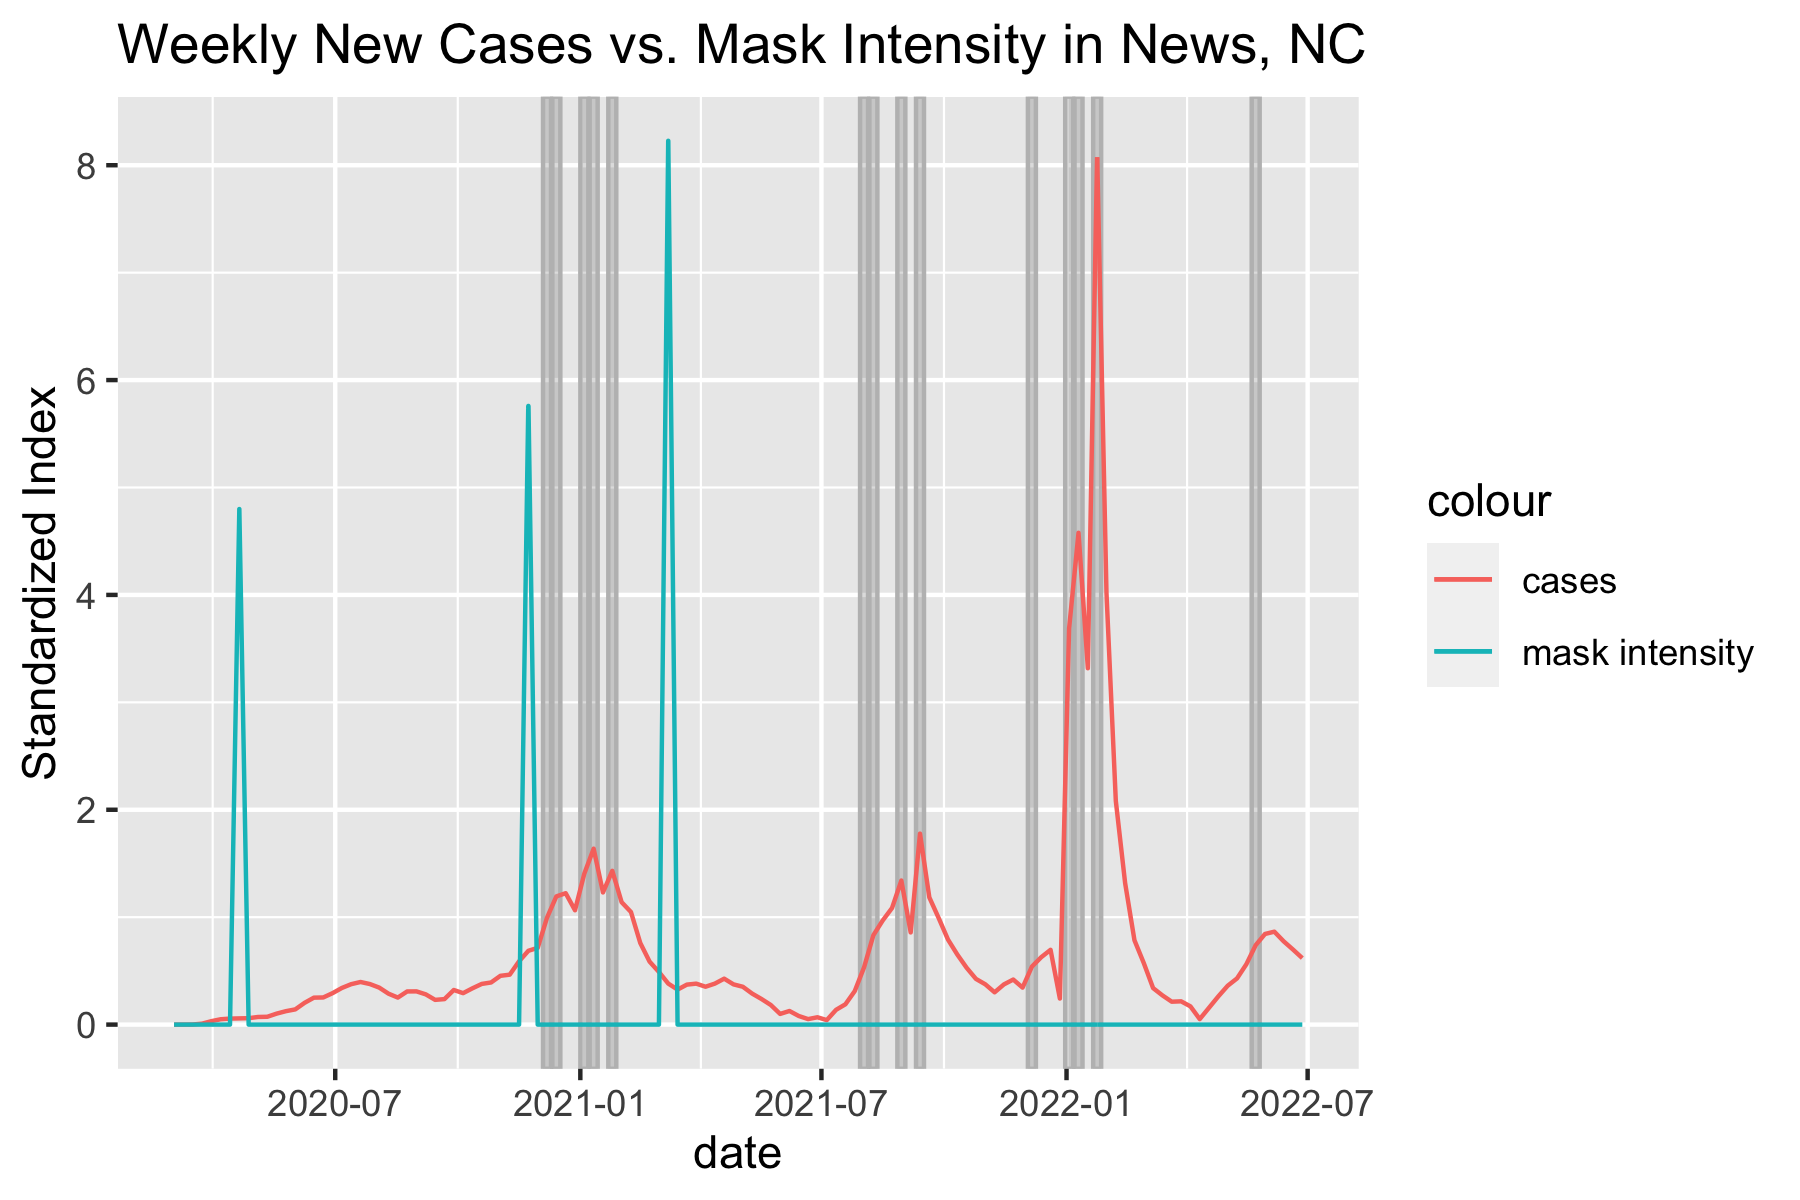 Weekly New Cases vs. Mask Intensity in News, NC
Standardized Index
8
6
4
2
0
2020-07
2021-01
2021-07
2022-01
2022-07
date
colour
cases
mask intensity